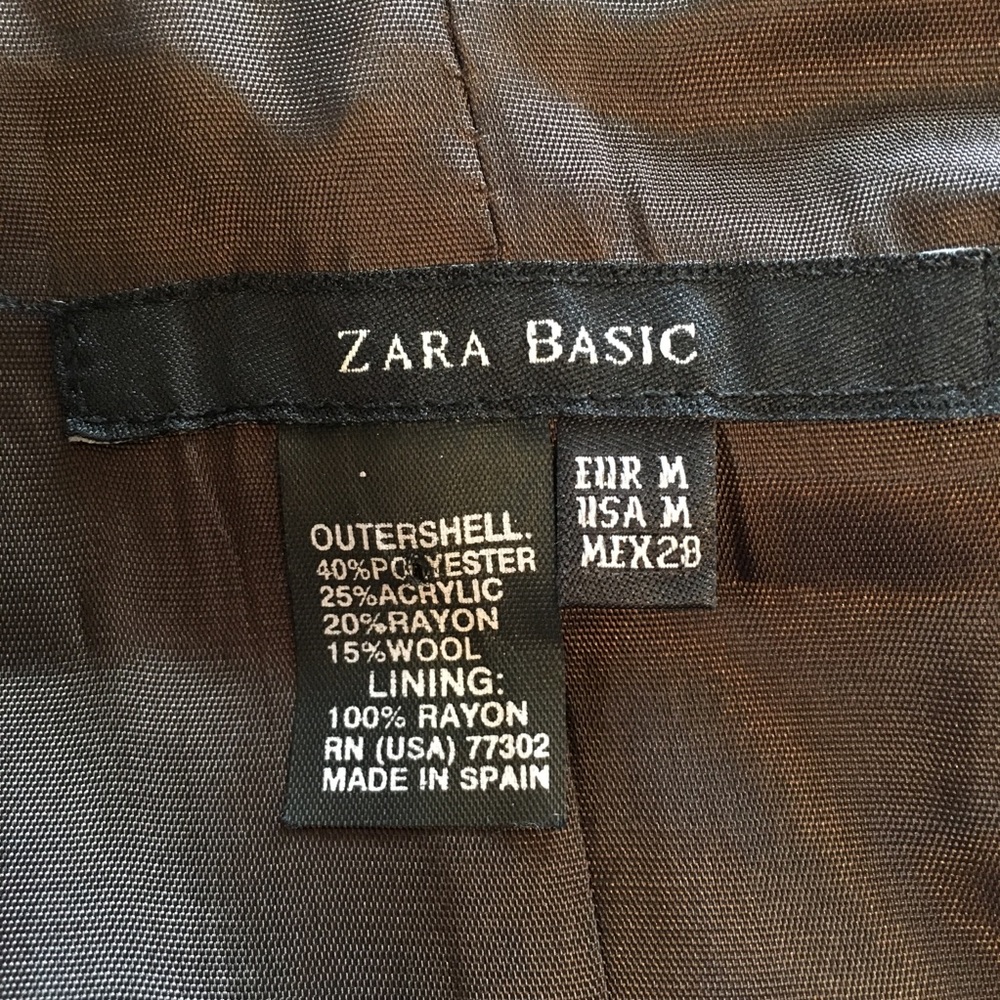 ZARA BASIC
OUTERSHELL.
40%POLYESTER
25%ACRYLIC
20%RAYON
15%WOOL
LINING:
100% RAYON
RN (USA) 77302
MADE IN SPAIN
EUR M
USA M
MEX 28